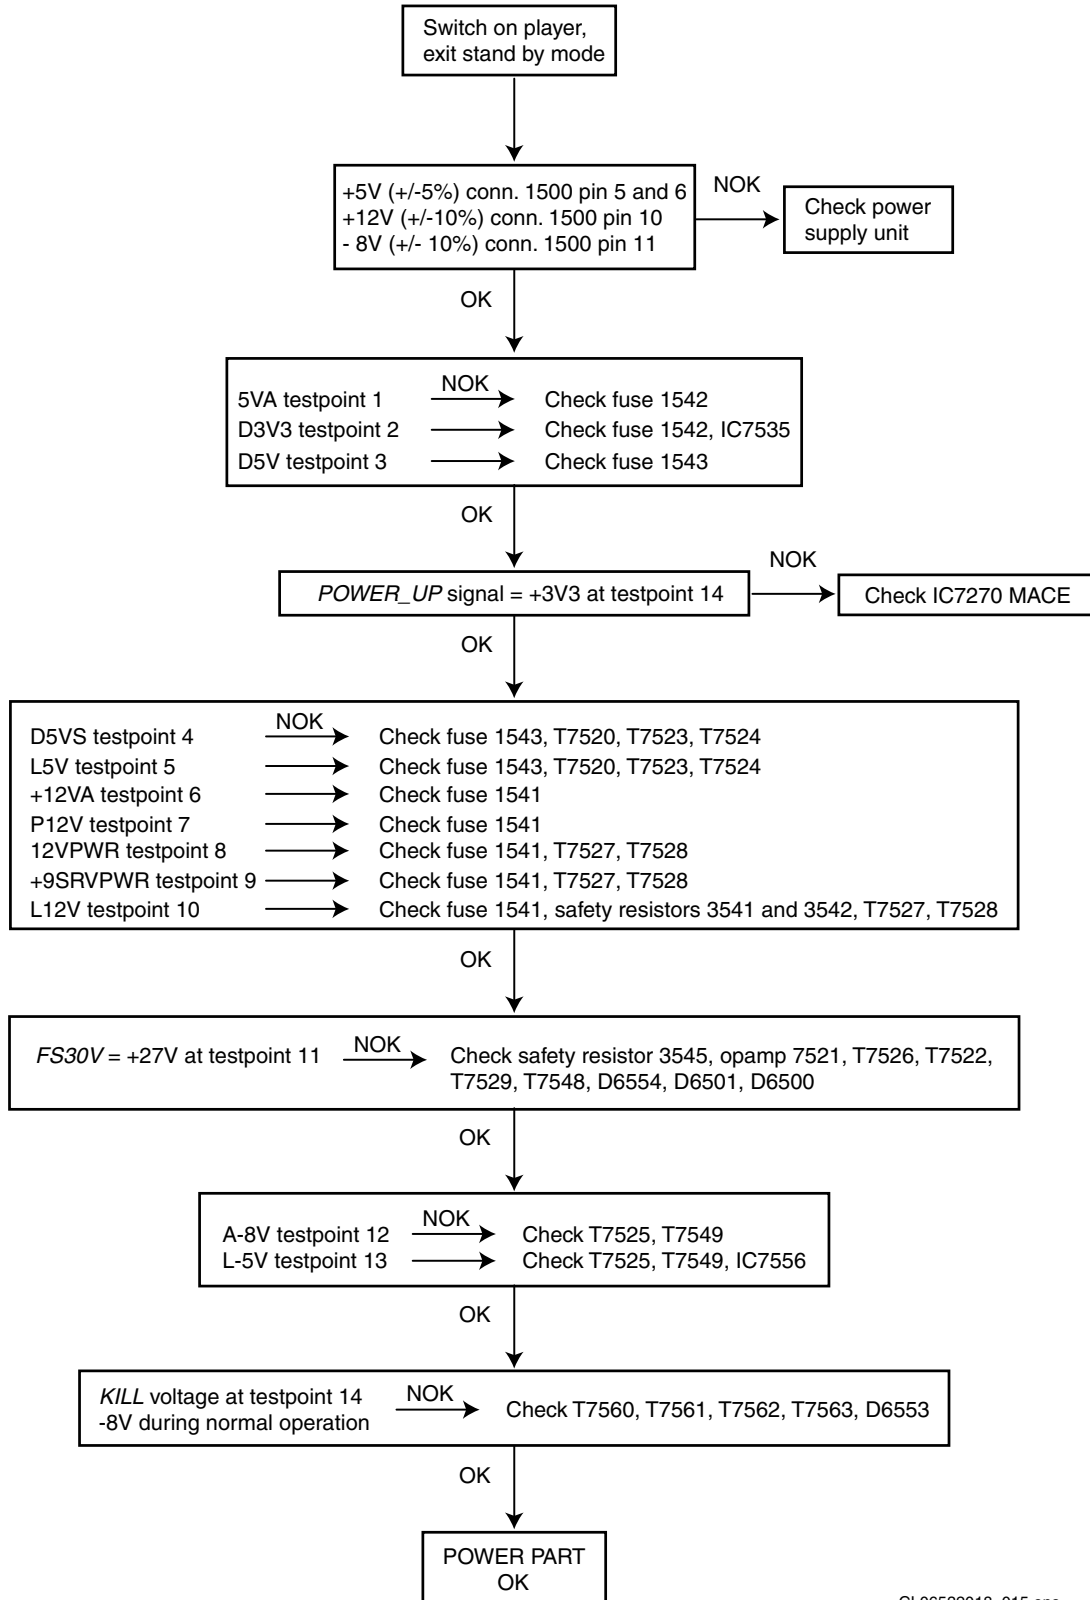 Switch on player,
exit stand by mode
+5V (+/-5%) conn. 1500 pin 5 and 6
+12V (+/-10%) conn. 1500 pin 10
- 8V (+/- 10%) conn. 1500 pin 11
NOK
Check power
supply unit
OK
5VA testpoint 1 NOK Check fuse 1542
D3V3 testpoint 2 Check fuse 1542, IC7535
D5V testpoint 3 Check fuse 1543
OK
POWER_UP signal = +3V3 at testpoint 14
NOK
Check IC7270 MACE
OK
D5VS testpoint 4 NOK Check fuse 1543, T7520, T7523, T7524
L5V testpoint 5 Check fuse 1543, T7520, T7523, T7524
+12VA testpoint 6 Check fuse 1541
P12V testpoint 7 Check fuse 1541
12VPWR testpoint 8 Check fuse 1541, T7527, T7528
+9SRVPWR testpoint 9 Check fuse 1541, T7527, T7528
L12V testpoint 10 Check fuse 1541, safety resistors 3541 and 3542, T7527, T7528
OK
FS30V = +27V at testpoint 11 NOK Check safety resistor 3545, opamp 7521, T7526, T7522,
T7529, T7548, D6554, D6501, D6500
OK
A-8V testpoint 12 NOK Check T7525, T7549
L-5V testpoint 13 Check T7525, T7549, IC7556
OK
KILL voltage at testpoint 14 NOK Check T7560, T7561, T7562, T7563, D6553
-8V during normal operation
OK
POWER PART
OK